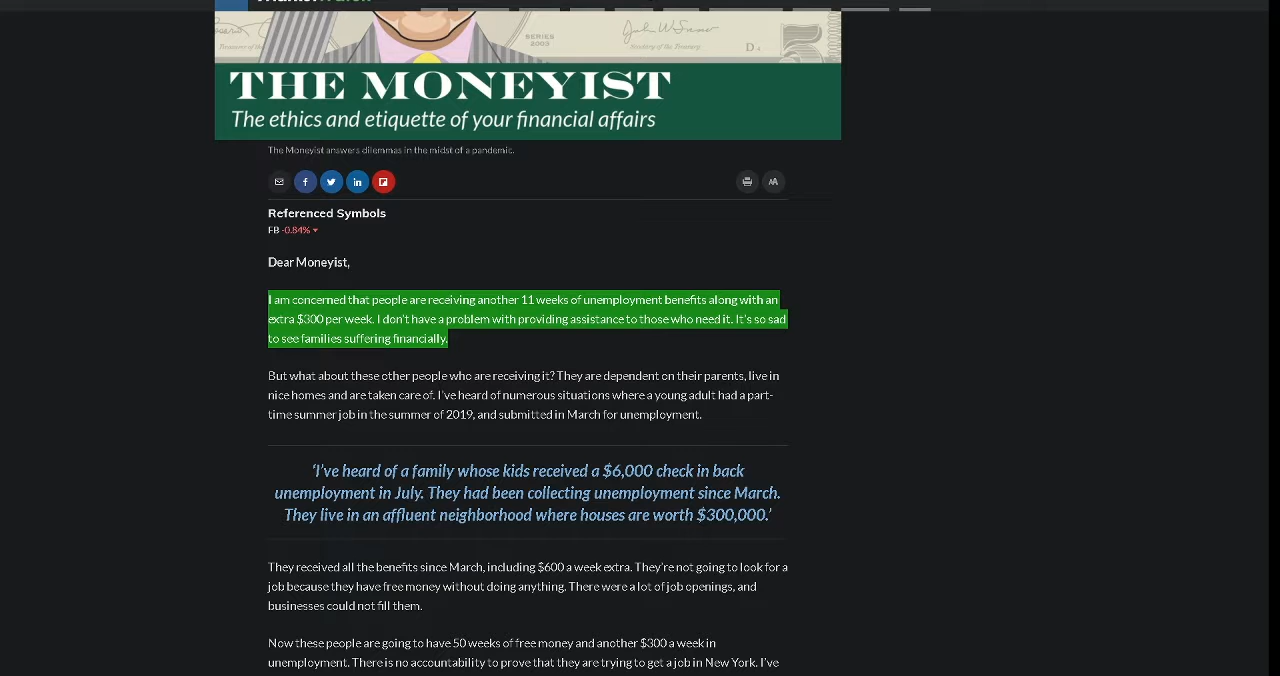 SERIES
2003
D 4
THE MONEYIST
The ethics and etiquette of your financial affairs
The Moneyist answers dilemmas in the midst of a pandemic.
f
in
AA
Referenced Symbols
FB -0.84%
Dear Moneyist,
I am concerned that people are receiving another 11 weeks of unemployment benefits along with an
extra $300 per week. I don't have a problem with providing assistance to those who need it. It's so sad
to see families suffering financially.
But what about these other people who are receiving it? They are dependent on their parents, live in
nice homes and are taken care of. I've heard of numerous situations where a young adult had a part-
time summer job in the summer of 2019, and submitted in March for unemployment.
‘I've heard of a family whose kids received a $6,000 check in back
unemployment in July. They had been collecting unemployment since March.
They live in an affluent neighborhood where houses are worth $300,000.’
They received all the benefits since March, including $600 a week extra. They're not going to look for a
job because they have free money without doing anything. There were a lot of job openings, and
businesses could not fill them.
Now these people are going to have 50 weeks of free money and another $300 a week in
unemployment. There is no accountability to prove that they are trying to get a job in New York. I've